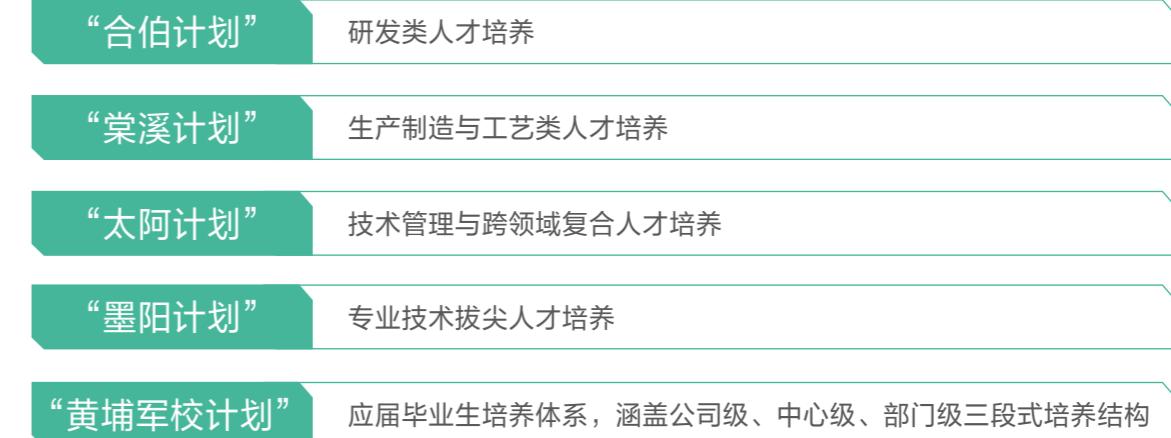 “合伯计划” 研发类人才培养
“棠溪计划” 生产制造与工艺类人才培养
“太阿计划” 技术管理与跨领域复合人才培养
“墨阳计划” 专业技术拔尖人才培养
“黄埔军校计划” 应届毕业生培养体系，涵盖公司级、中心级、部门级三段式培养结构